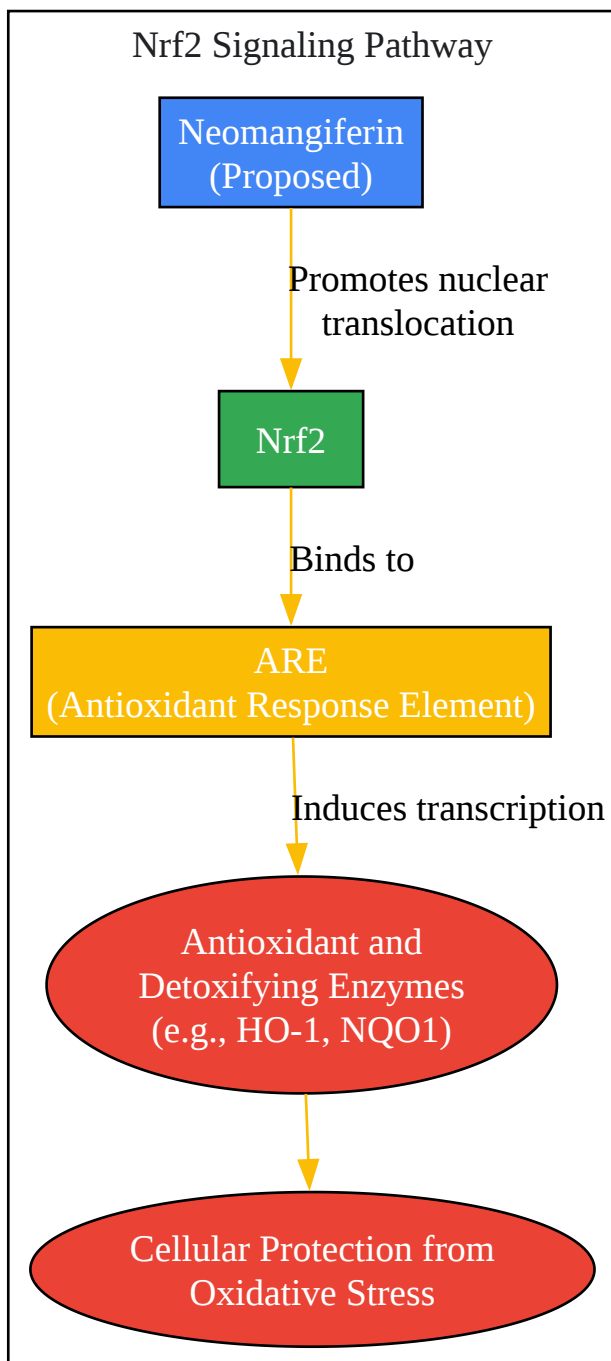 Nrf2 Signaling Pathway
Neomangiferin
(Proposed)
Promotes nuclear
translocation
Nrf2
Binds to
ARE
(Antioxidant Response Element)
Induces transcription
Antioxidant and
Detoxifying Enzymes
(e.g., HO-1, NQO1)
Cellular Protection from
Oxidative Stress